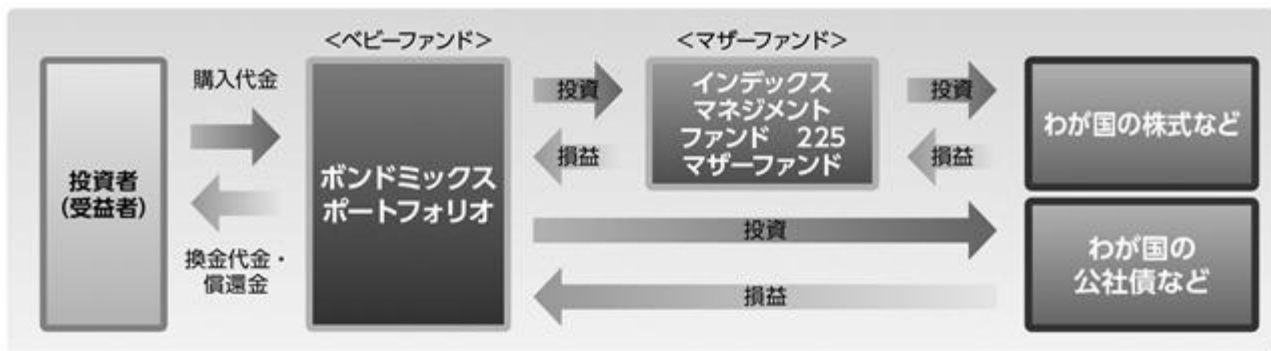 <ベビーファンド>
<マザーファンド>
投資者
(受益者)
購入代金
換金代金・
償還金
ボンドミックス
ポートフォリオ
投資
損益
インデックス
マネジメント
ファンド 225
マザーファンド
投資
損益
わが国の株式など
投資
損益
わが国の
公社債など